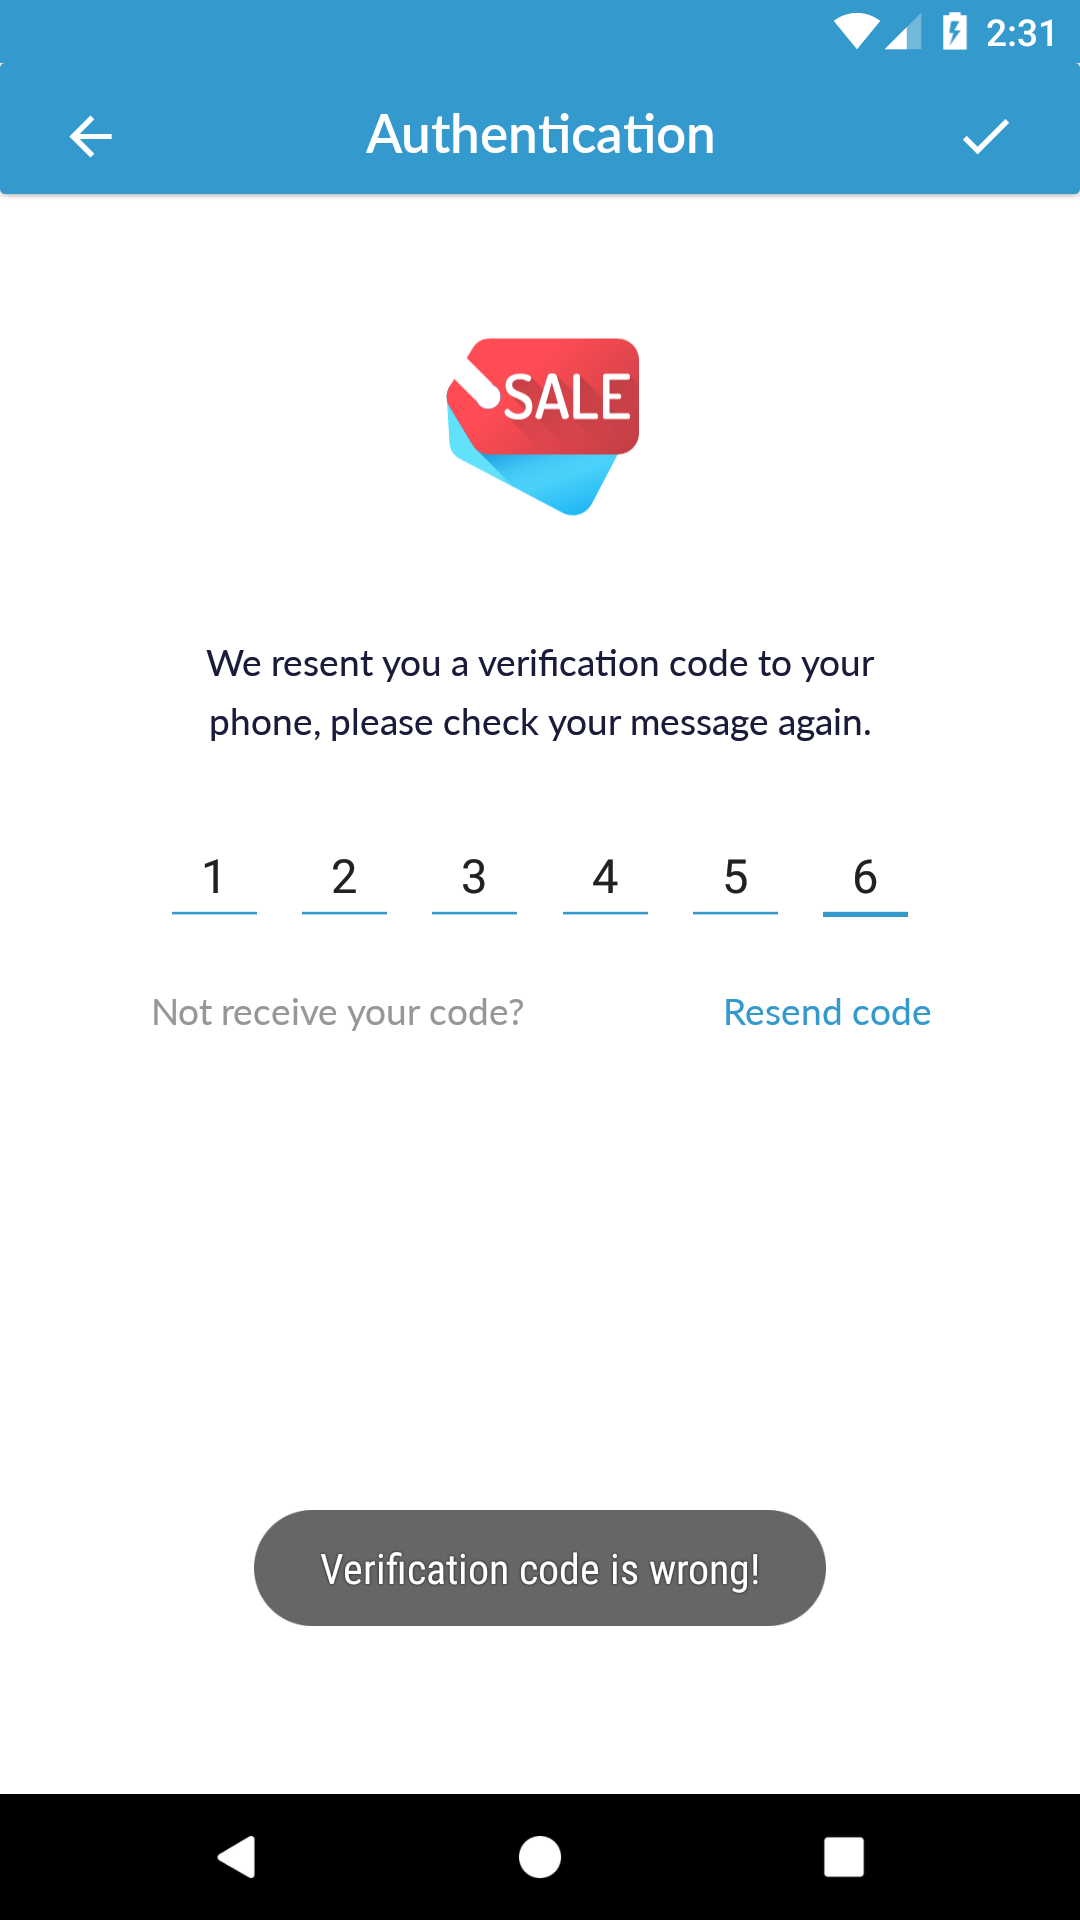 2:31
Authentication
SALE
We resent you a verification code to your
phone, please check your message again.
1 2 3 4 5 6
Not receive your code? Resend code
Verification code is wrong!